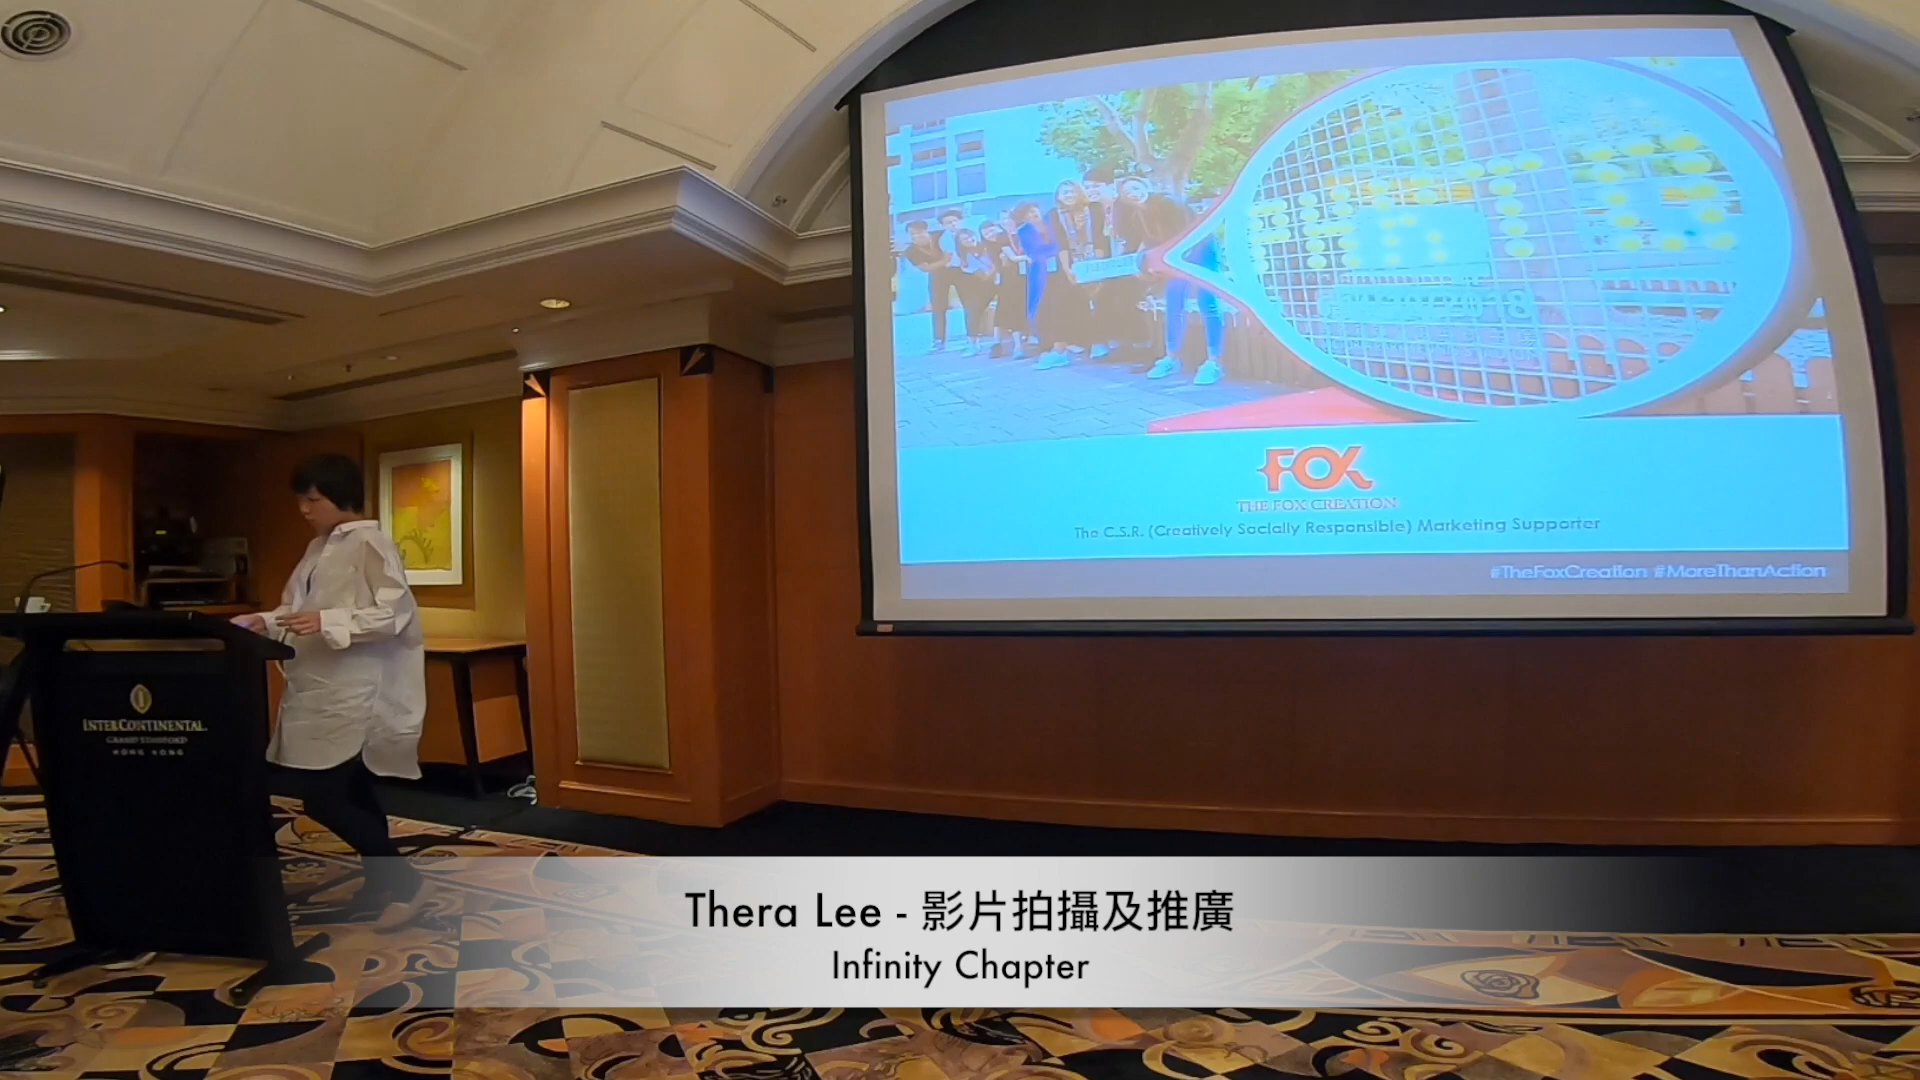 FOX
THE FOX CREATION
The C.S.R. (Creatively Socially Responsible) Marketing Supporter
#TheFoxCreation #MoreThanAction
INTERCONTINENTAL
GRAND STANFORD
HONG KONG
Thera Lee - 影片拍攝及推廣
Infinity Chapter